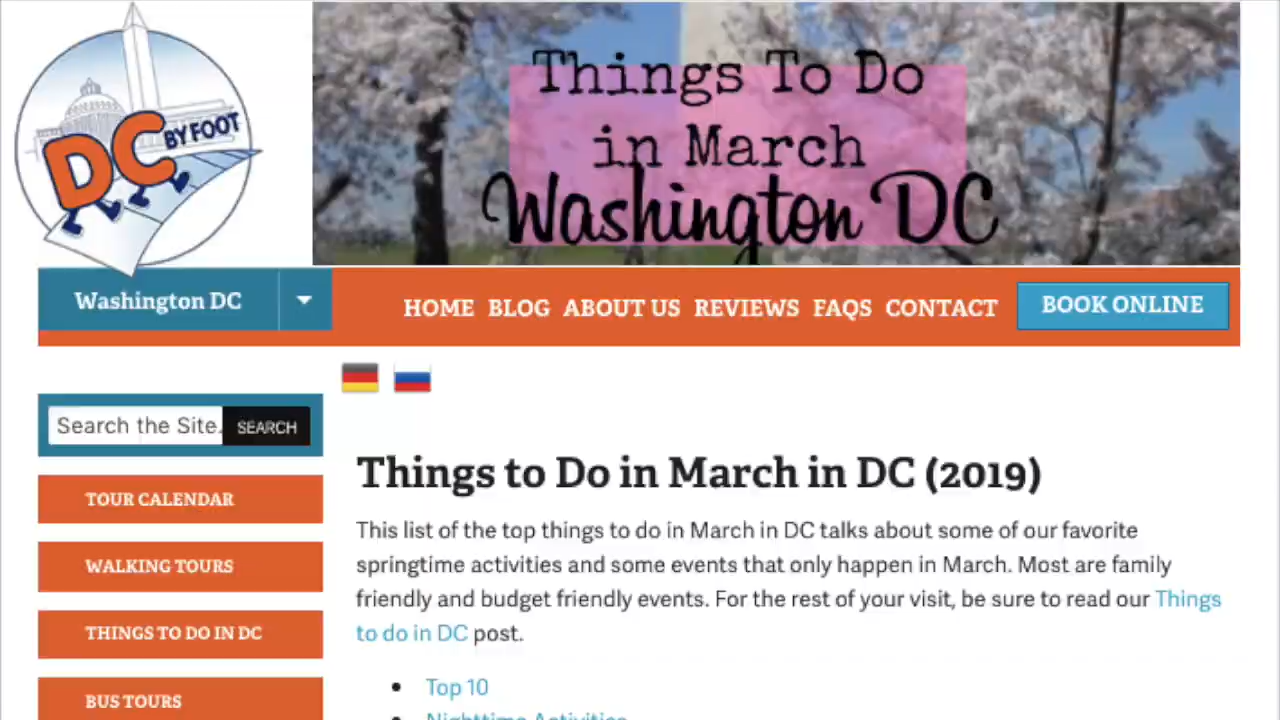 DC BY FOOT
Things To Do
in March
Washington DC
Washington DC
HOME BLOG ABOUT US REVIEWS FAQS CONTACT BOOK ONLINE
Search the Site. SEARCH
TOUR CALENDAR
WALKING TOURS
THINGS TO DO IN DC
BUS TOURS
Things to Do in March in DC (2019)
This list of the top things to do in March in DC talks about some of our favorite
springtime activities and some events that only happen in March. Most are family
friendly and budget friendly events. For the rest of your visit, be sure to read our Things
to do in DC post.
Top 10
Nighttime Activities